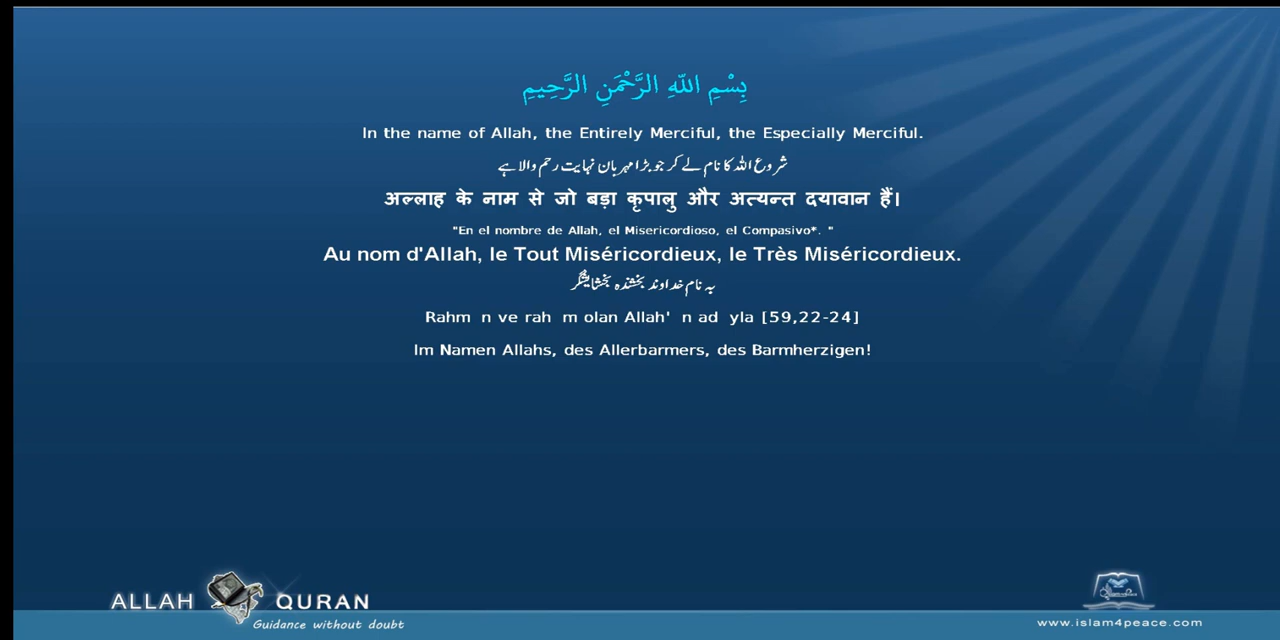 بِسْمِ اللّهِ الرَّحْمَنِ الرَّحِيمِ
In the name of Allah, the Entirely Merciful, the Especially Merciful.
شروع اللہ کا نام لے کر جو بڑا مہربان نہایت رحم والا ہے
अल्लाह के नाम से जो बड़ा कृपालु और अत्यन्त दयावान हैं।
"En el nombre de Allah, el Misericordioso, el Compasivo*. "
Au nom d'Allah, le Tout Miséricordieux, le Très Miséricordieux.
به نام خداوند بخشنده بخشایشگر
Rahm n ve rah m olan Allah' n ad yla [59,22-24]
Im Namen Allahs, des Allerbarmers, des Barmherzigen!
ALLAH QURAN
Guidance without doubt
www.islam4peace.com